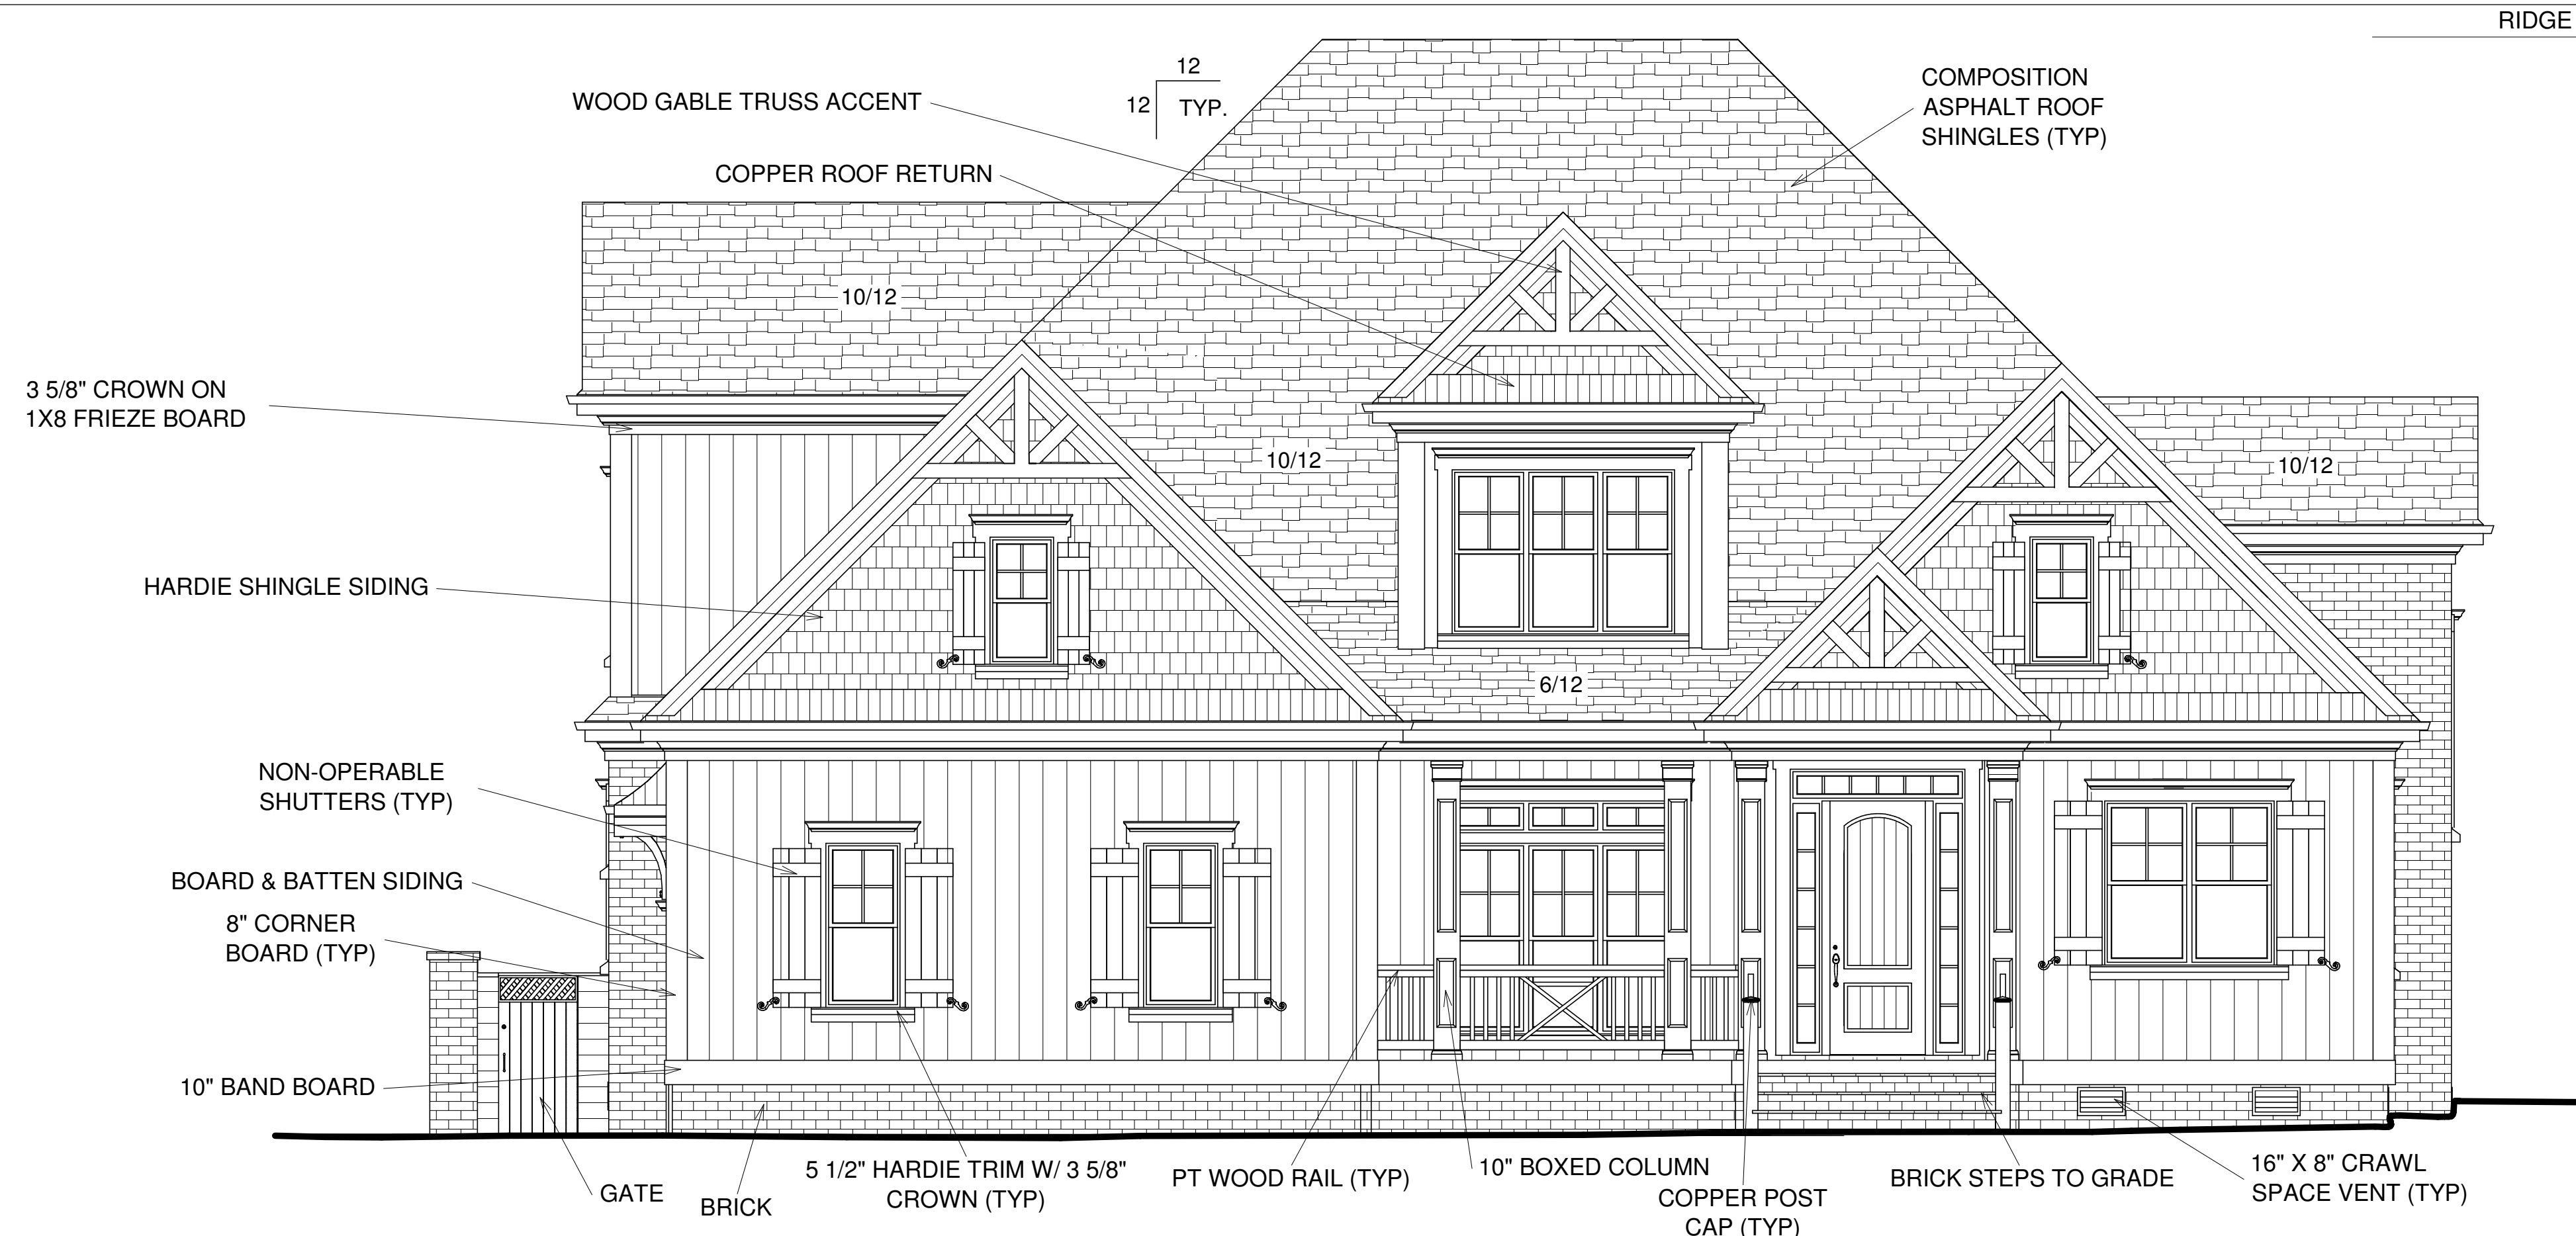 RIDGE
12
12
TYP.
WOOD GABLE TRUSS ACCENT
COMPOSITION
ASPHALT ROOF
SHINGLES (TYP)
COPPER ROOF RETURN
10/12
3 5/8" CROWN ON
1X8 FRIEZE BOARD
10/12
10/12
HARDIE SHINGLE SIDING
6/12
NON-OPERABLE
SHUTTERS (TYP)
BOARD & BATTEN SIDING
8" CORNER
BOARD (TYP)
10" BAND BOARD
GATE
BRICK
5 1/2" HARDIE TRIM W/ 3 5/8"
CROWN (TYP)
PT WOOD RAIL (TYP)
10" BOXED COLUMN
COPPER POST
CAP (TYP)
BRICK STEPS TO GRADE
16" X 8" CRAWL
SPACE VENT (TYP)